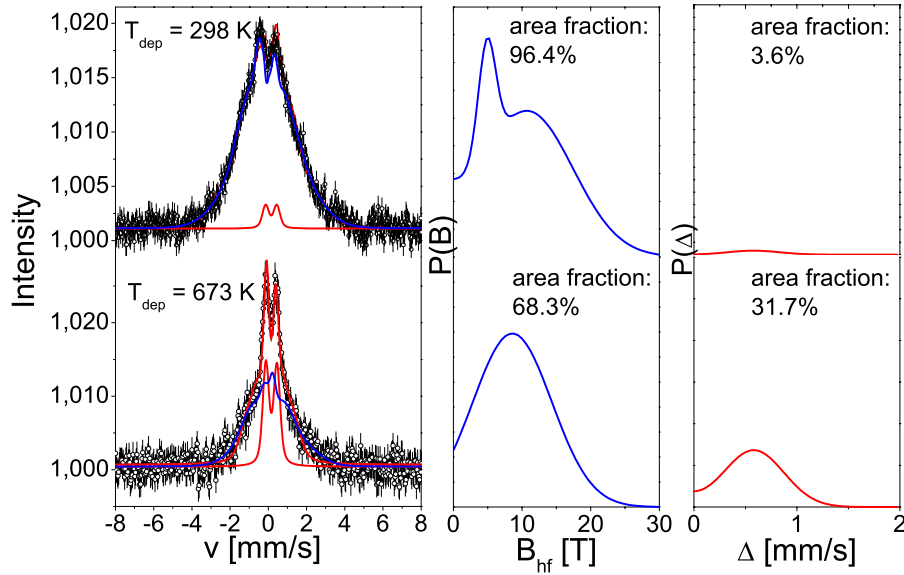 T_dep = 298 K
area fraction:
96.4%
area fraction:
3.6%
1,020
1,015
1,010
1,005
1,000
Intensity
P(B)
P(Δ)
T_dep = 673 K
area fraction:
68.3%
area fraction:
31.7%
1,020
1,010
1,000
-8 -6 -4 -2 0 2 4 6 8
0 10 20 30
0 1 2
v [mm/s]
B_hf [T]
Δ [mm/s]